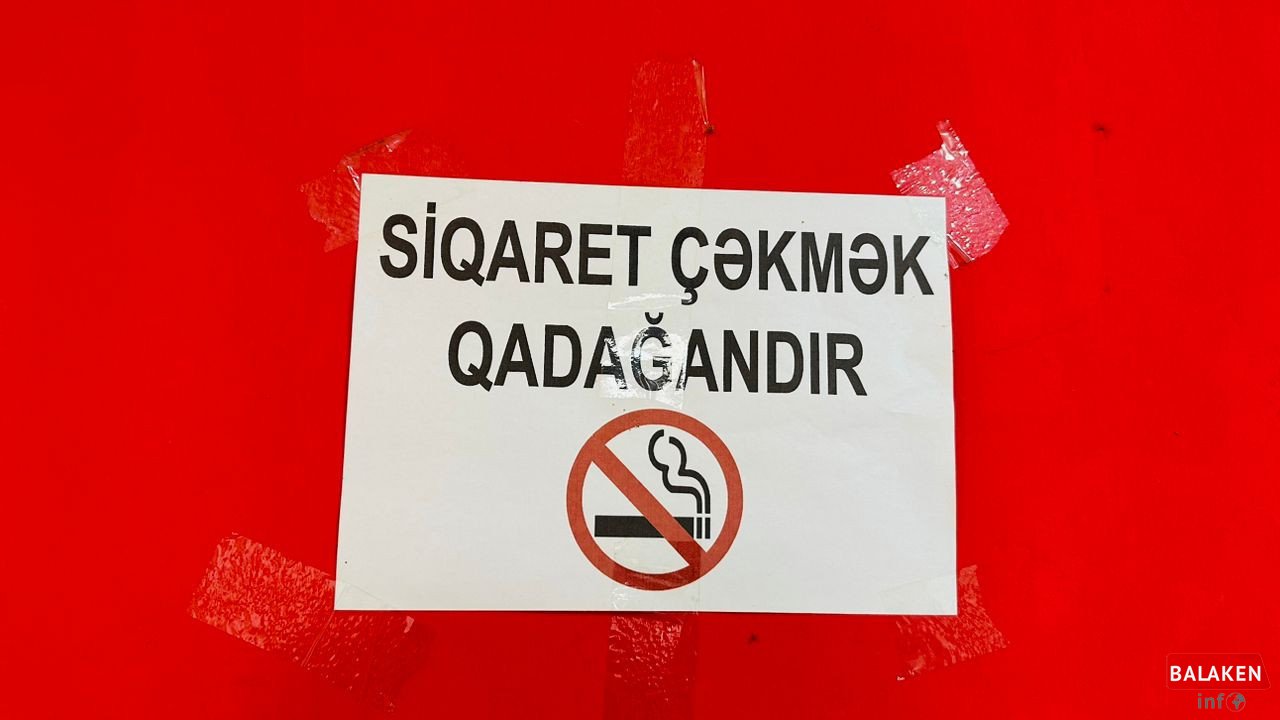 SİQARET ÇƏKMƏK
QADAĞANDIR
BALAKEN
info